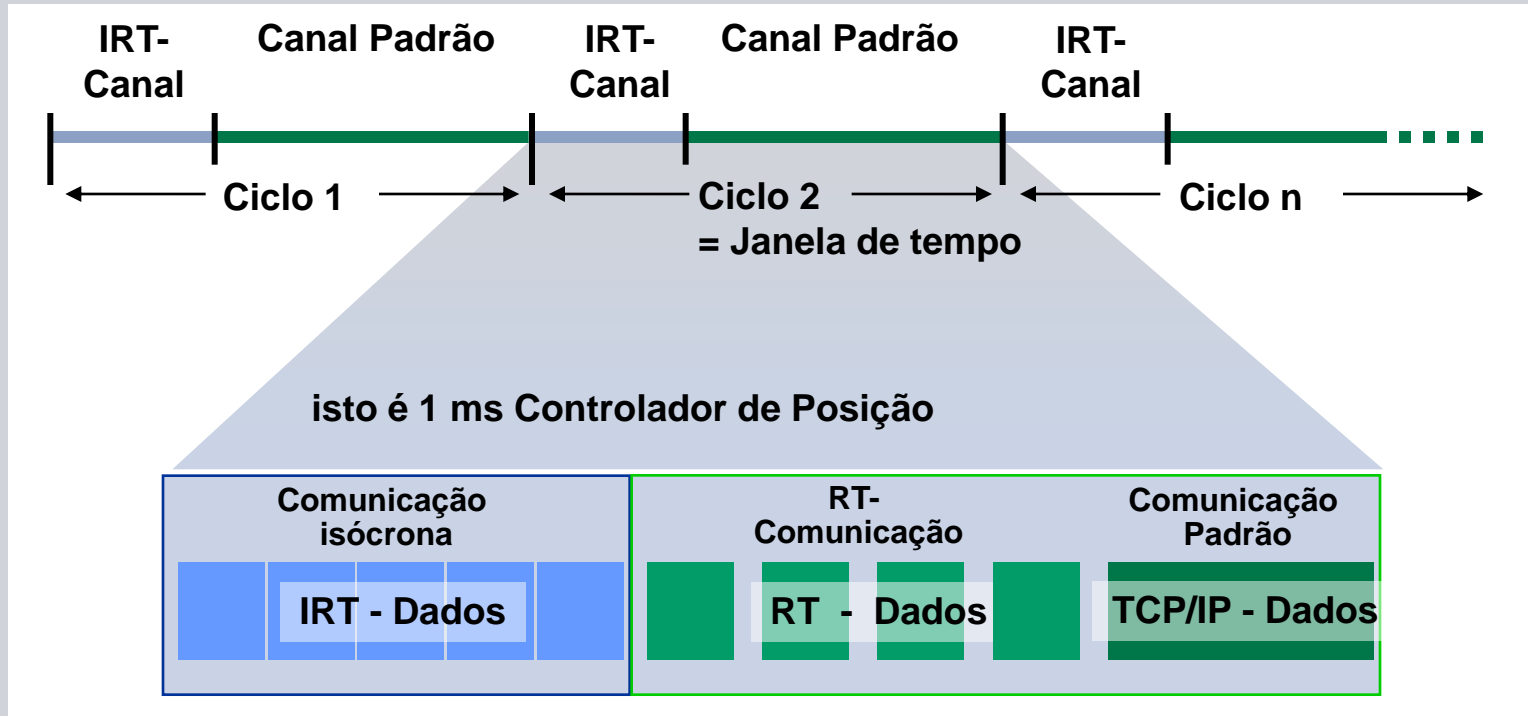 IRT-
Canal
Canal Padrão
IRT-
Canal
Canal Padrão
IRT-
Canal
Ciclo 1
Ciclo 2
= Janela de tempo
Ciclo n
isto é 1 ms Controlador de Posição
Comunicação
isócrona
RT-
Comunicação
Comunicação
Padrão
IRT - Dados
RT - Dados
TCP/IP - Dados